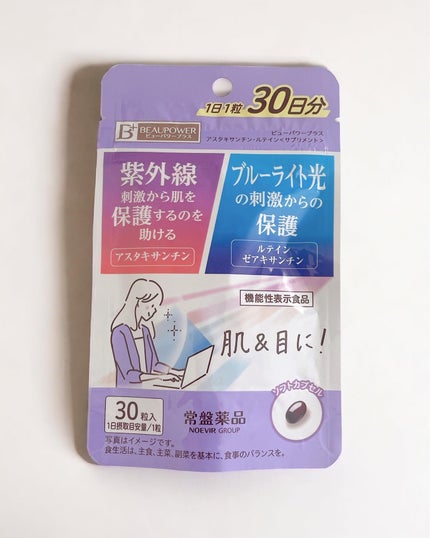 1日1粒 30日分
B+ BEAUPOWER
ビューパワープラス
ビューパワープラス
アスタキサンチン・ルテイン<サプリメント>
紫外線
刺激から肌を
保護するのを
助ける
アスタキサンチン
ブルーライト光
の刺激からの
保護
ルテイン
ゼアキサンチン
機能性表示食品
肌&目に!
ソフトカプセル
30粒入
1日摂取目安量/1粒
常盤薬品
NOEVIR GROUP
写真はイメージです。
食生活は、主食、主菜、副菜を基本に、食事のバランスを。